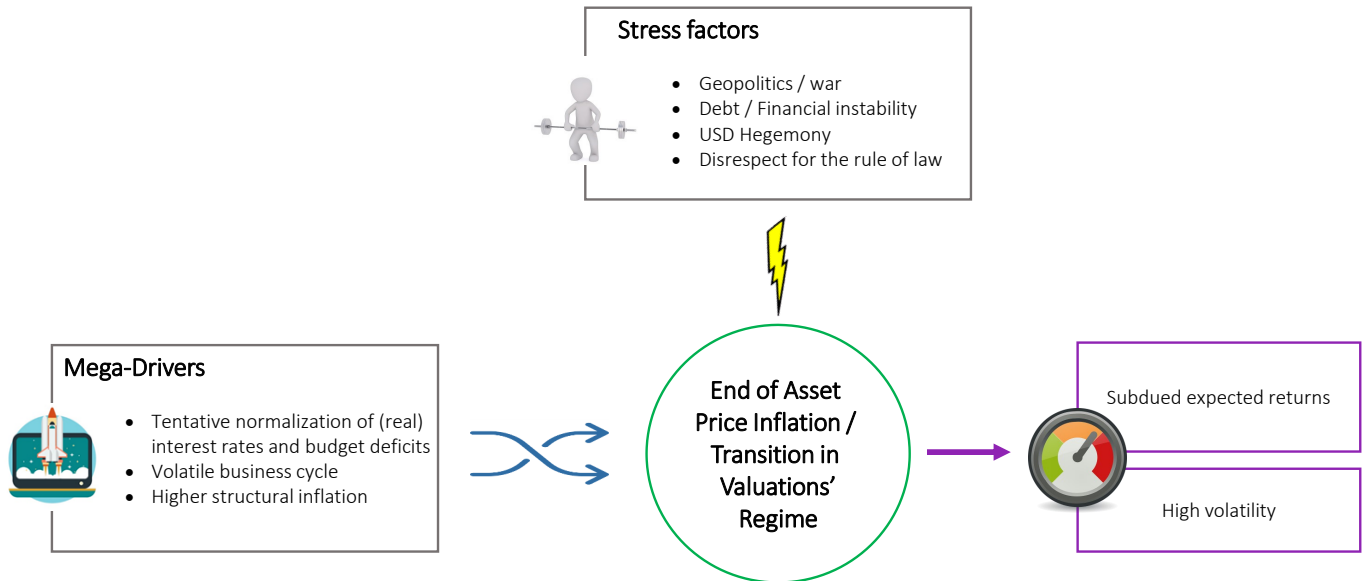 Stress factors
• Geopolitics / war
• Debt / Financial instability
• USD Hegemony
• Disrespect for the rule of law
Mega-Drivers
• Tentative normalization of (real)
interest rates and budget deficits
• Volatile business cycle
• Higher structural inflation
End of Asset
Price Inflation /
Transition in
Valuations’
Regime
Subdued expected returns
High volatility